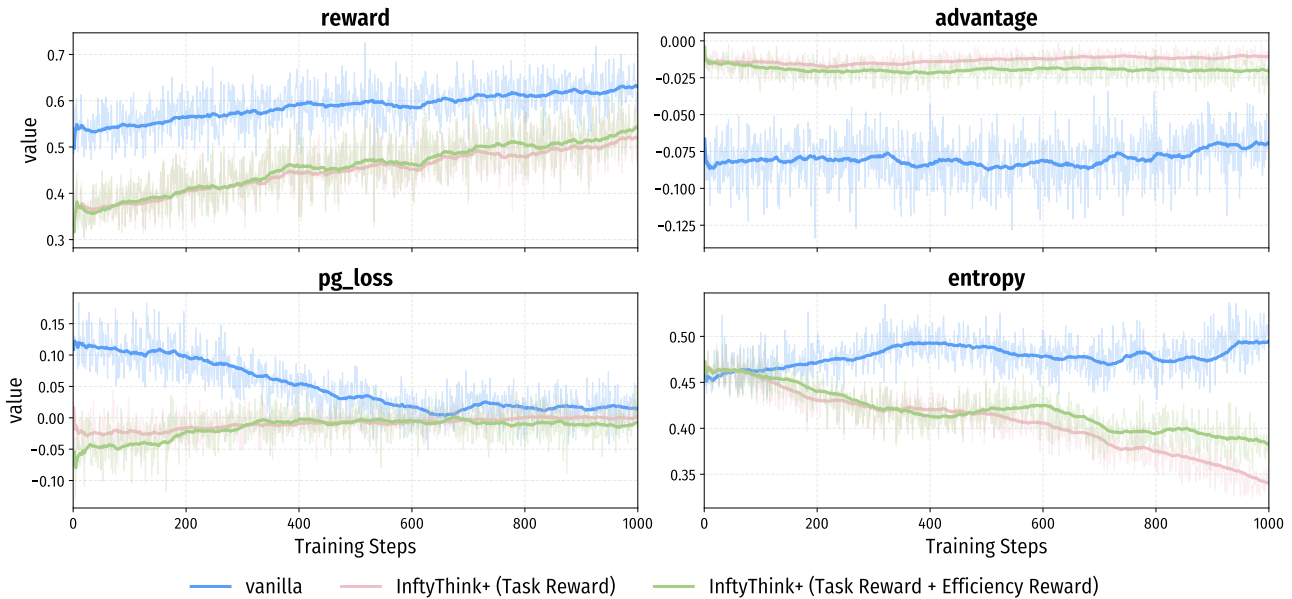 reward
value
0.7
0.6
0.5
0.4
0.3
advantage
0.000
−0.025
−0.050
−0.075
−0.100
−0.125
pg_loss
value
0.15
0.10
0.05
0.00
−0.05
−0.10
0 200 400 600 800 1000
Training Steps
entropy
0.50
0.45
0.40
0.35
0 200 400 600 800 1000
Training Steps
vanilla InftyThink+ (Task Reward) InftyThink+ (Task Reward + Efficiency Reward)